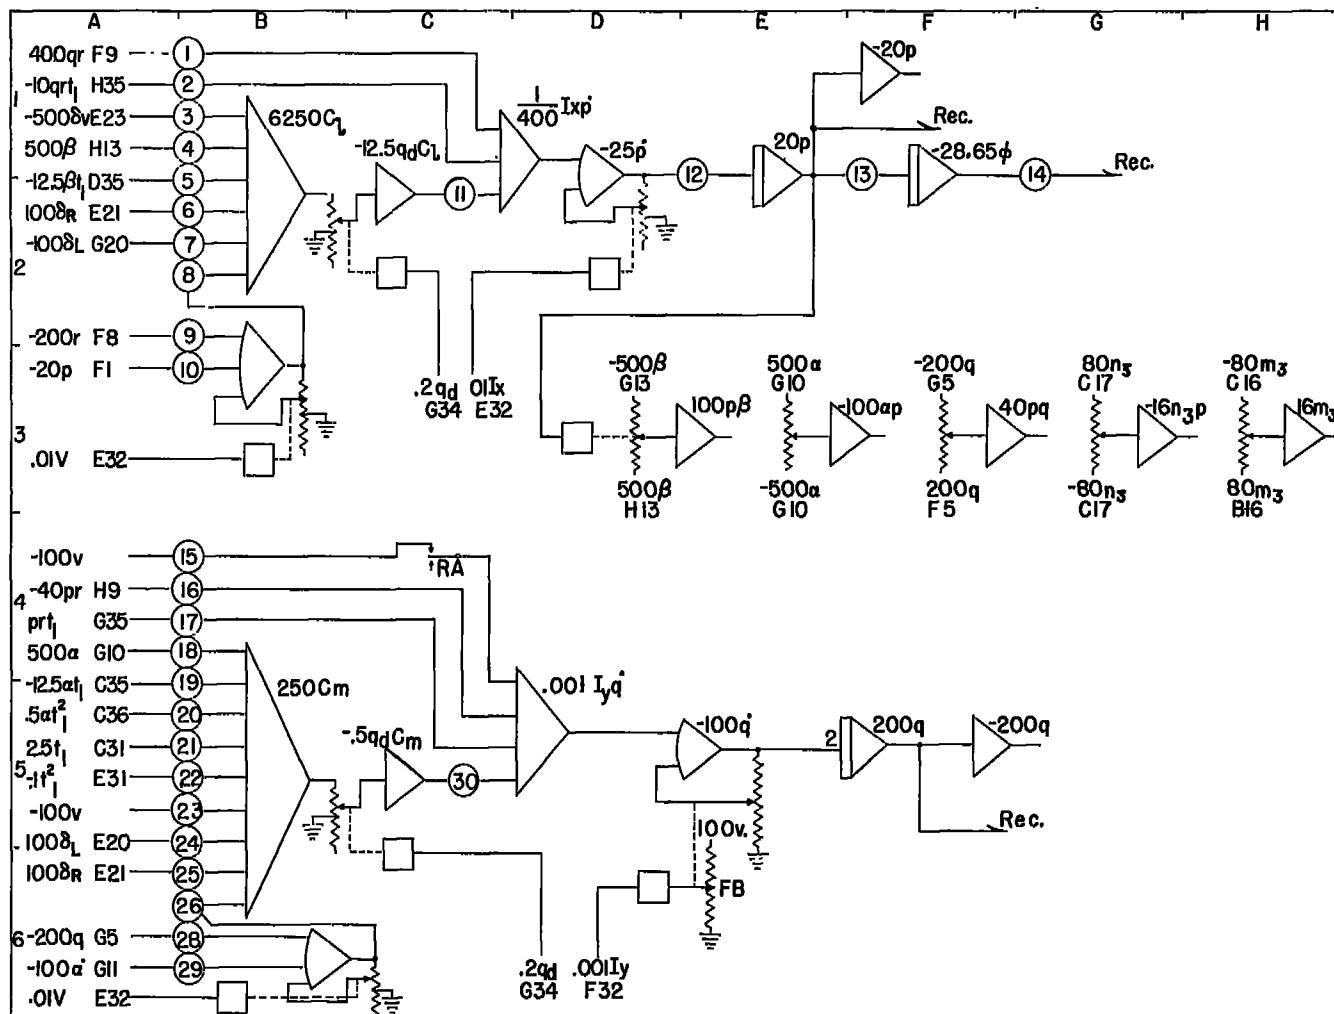 A B C D E F G H
400qr F9 1
-10qrt₁ H35 2
-500δvE23 3
500β H13 4
-12.5βt₁ D35 5
100δR E21 6
-100δL G20 7
8
-200r F8 9
-20p F1 10
.01V E32
1
2
3
6250Cl
-12.5qdCl
11
1/400 Ixṗ
-25ṗ
12
20p
-20p
Rec.
13
-28.65ϕ
14
Rec.
.2qd
G34
.01Ix
E32
-500β
G13
100pβ
500β
H13
500α
G10
-100αp
-500α
G10
-200q
G5
40pq
200q
F5
80n₃
C17
-16n₃p
-80n₃
C17
-80m₃
C16
16m₃
80m₃
B16
4
5
6
-100v 15
-40pr H9 16
prt₁ G35 17
500α G10 18
-12.5αt₁ C35 19
.5αt₁² C36 20
2.5t₁ C31 21
-.1t₁² E31 22
-100v 23
100δL E20 24
100δR E21 25
26
-200q G5 28
-100α̇ G11 29
.01V E32
RA
250Cm
-.5qdCm
30
.001Iyq̇
-100q̇
2
200q
-200q
Rec.
100v.
FB
.2qd
G34
.001Iy
F32